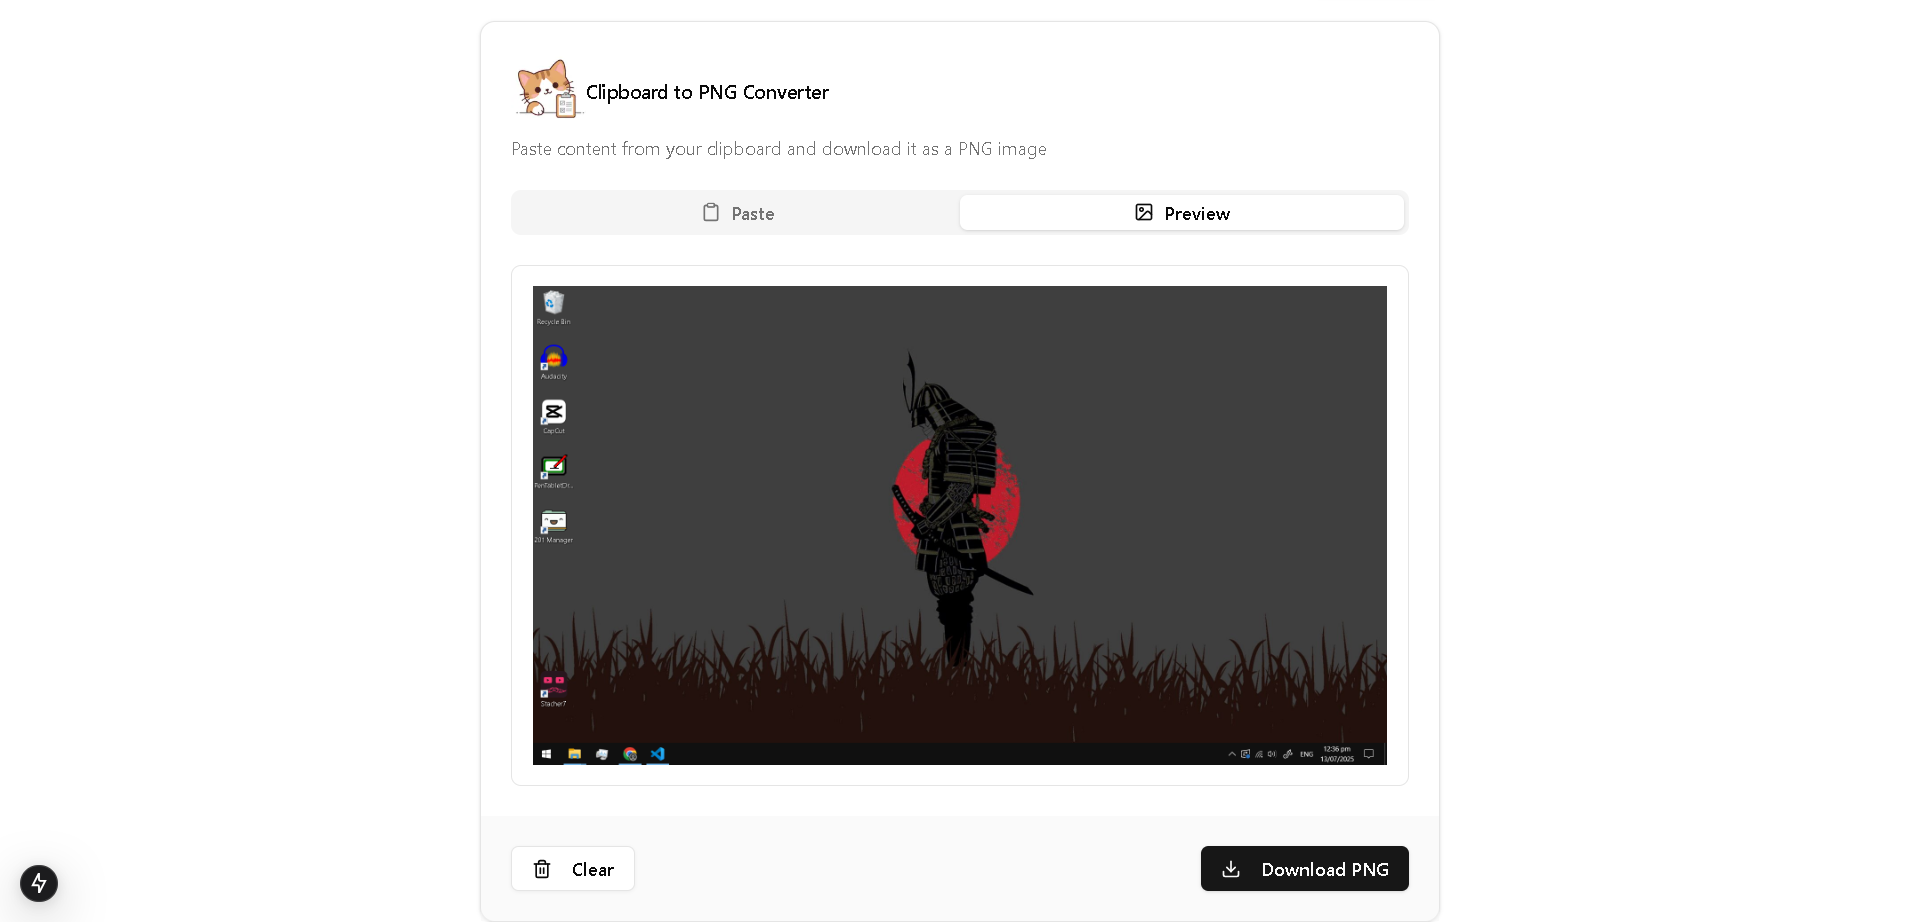 Clipboard to PNG Converter
Paste content from your clipboard and download it as a PNG image
Paste
Preview
Recycle Bin
Audacity
CapCut
PenTabletDr...
201 Manager
Stacher7
ENG
12:36 pm
13/07/2025
Clear
Download PNG